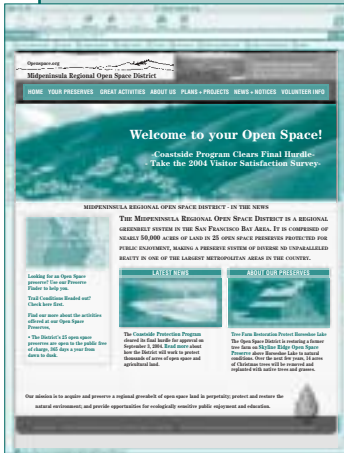 Openspace.org
Midpeninsula Regional Open Space District
HOME YOUR PRESERVES GREAT ACTIVITIES ABOUT US PLANS + PROJECTS NEWS + NOTICES VOLUNTEER INFO
Welcome to your Open Space!
-Coastside Program Clears Final Hurdle-
- Take the 2004 Visitor Satisfaction Survey-
MIDPENINSULA REGIONAL OPEN SPACE DISTRICT - IN THE NEWS
THE MIDPENINSULA REGIONAL OPEN SPACE DISTRICT IS A REGIONAL
GREENBELT SYSTEM IN THE SAN FRANCISCO BAY AREA. IT IS COMPRISED OF
NEARLY 50,000 ACRES OF LAND IN 25 OPEN SPACE PRESERVES PROTECTED FOR
PUBLIC ENJOYMENT, MAKING A PRESERVE SYSTEM OF DIVERSE ND UNPARALLELED
BEAUTY IN ONE OF THE LARGEST METROPOLITAN AREAS IN THE COUNTRY.
Looking for an Open Space
preserve? Use our Preserve
Finder to help you.
Trail Conditions Headed out?
Check here first.
Find our more about the activities
offered at our Open Space
Preserves,
• The District's 25 open space
preserves are open to the public free
of charge, 365 days a year from
dawn to dusk.
LATEST NEWS
The Coastside Protection Program
cleared its final hurdle for approval on
September 8, 2004. Read more about
how the District will work to protect
thousands of acres of open space and
agricultural land.
ABOUT OUR PRESERVES
Tree Farm Restoration Protect Horseshoe Lake
The Open Space District is restoring a former
tree farm on Skyline Ridge Open Space
Preserve above Horseshoe Lake to natural
conditions. Over the next few years, 14 acres
of Christmas trees will be removed and
replanted with native trees and grasses.
Our mission is to acquire and preserve a regional greenbelt of open space land in perpetuity; protect and restore the
natural environment; and provide opportunities for ecologically sensitive public enjoyment and education.